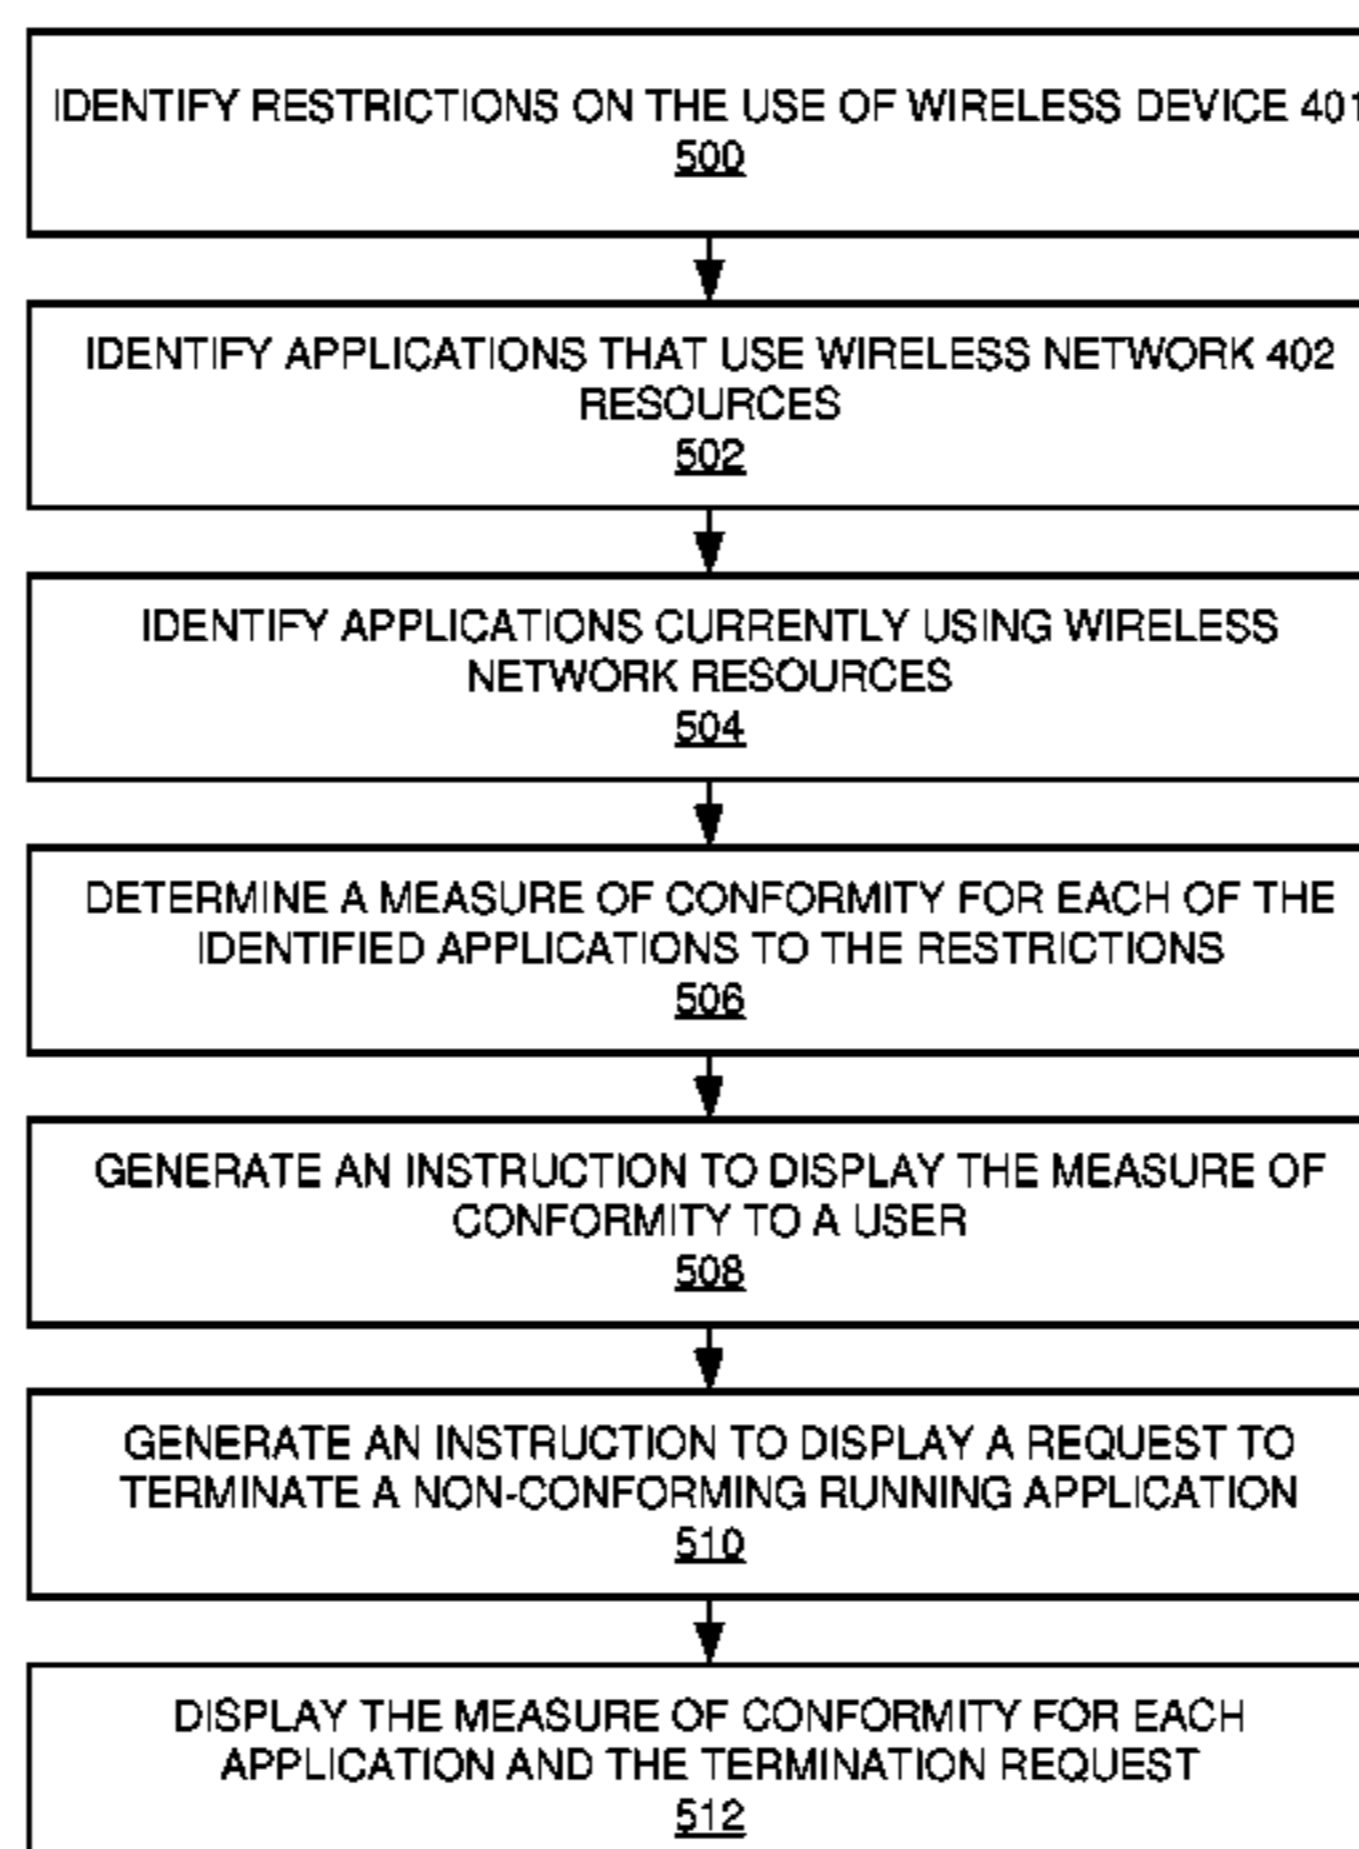 IDENTIFY RESTRICTIONS ON THE USE OF WIRELESS DEVICE 401
500
IDENTIFY APPLICATIONS THAT USE WIRELESS NETWORK 402
RESOURCES
502
IDENTIFY APPLICATIONS CURRENTLY USING WIRELESS
NETWORK RESOURCES
504
DETERMINE A MEASURE OF CONFORMITY FOR EACH OF THE
IDENTIFIED APPLICATIONS TO THE RESTRICTIONS
506
GENERATE AN INSTRUCTION TO DISPLAY THE MEASURE OF
CONFORMITY TO A USER
508
GENERATE AN INSTRUCTION TO DISPLAY A REQUEST TO
TERMINATE A NON-CONFORMING RUNNING APPLICATION
510
DISPLAY THE MEASURE OF CONFORMITY FOR EACH
APPLICATION AND THE TERMINATION REQUEST
512